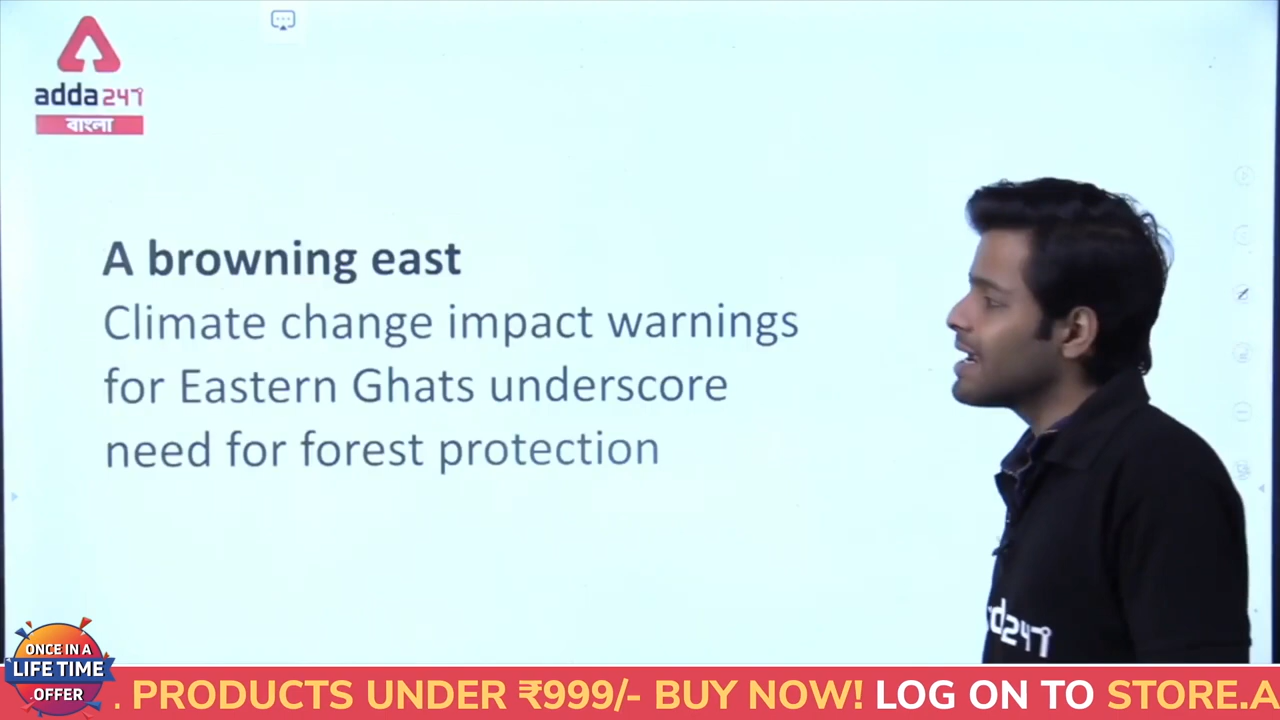 adda247
বাংলা
A browning east
Climate change impact warnings
for Eastern Ghats underscore
need for forest protection
d247
ONCE IN A
LIFE TIME
OFFER
. PRODUCTS UNDER ₹999/- BUY NOW! LOG ON TO STORE.A